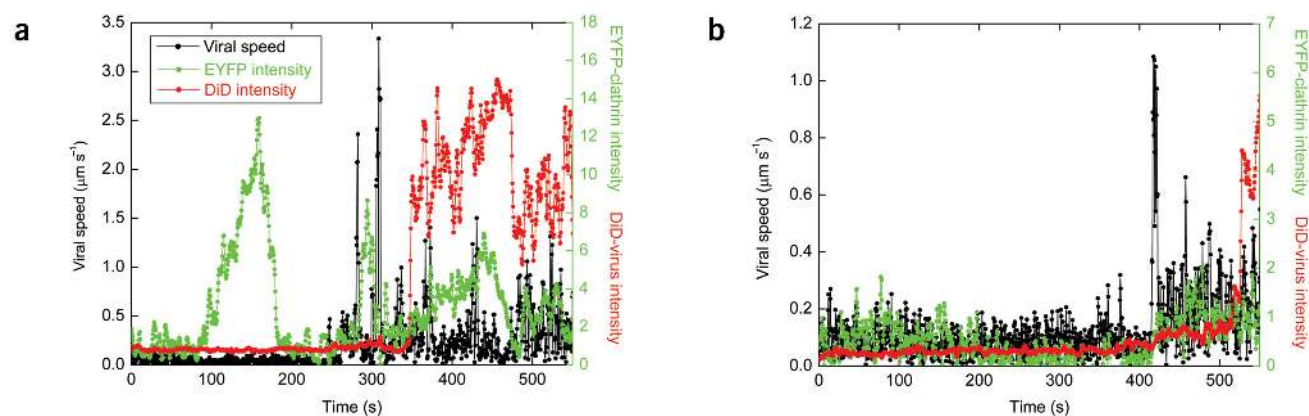 a
3.5
3.0
2.5
2.0
1.5
1.0
0.5
0.0
Viral speed (μm s⁻¹)
Viral speed
EYFP intensity
DiD intensity
18
16
14
12
10
8
6
4
2
0
EYFP-clathrin intensity
DiD-virus intensity
0 100 200 300 400 500
Time (s)
b
1.2
1.0
0.8
0.6
0.4
0.2
0.0
Viral speed (μm s⁻¹)
7
6
5
4
3
2
1
0
EYFP-clathrin intensity
DiD-virus intensity
0 100 200 300 400 500
Time (s)